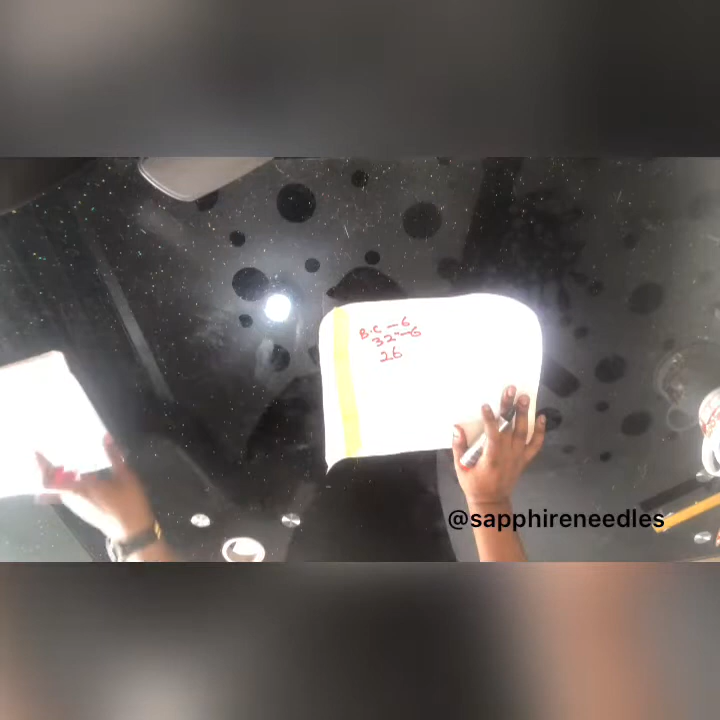 B.C — 6
32" — 6
26
@sapphireneedles